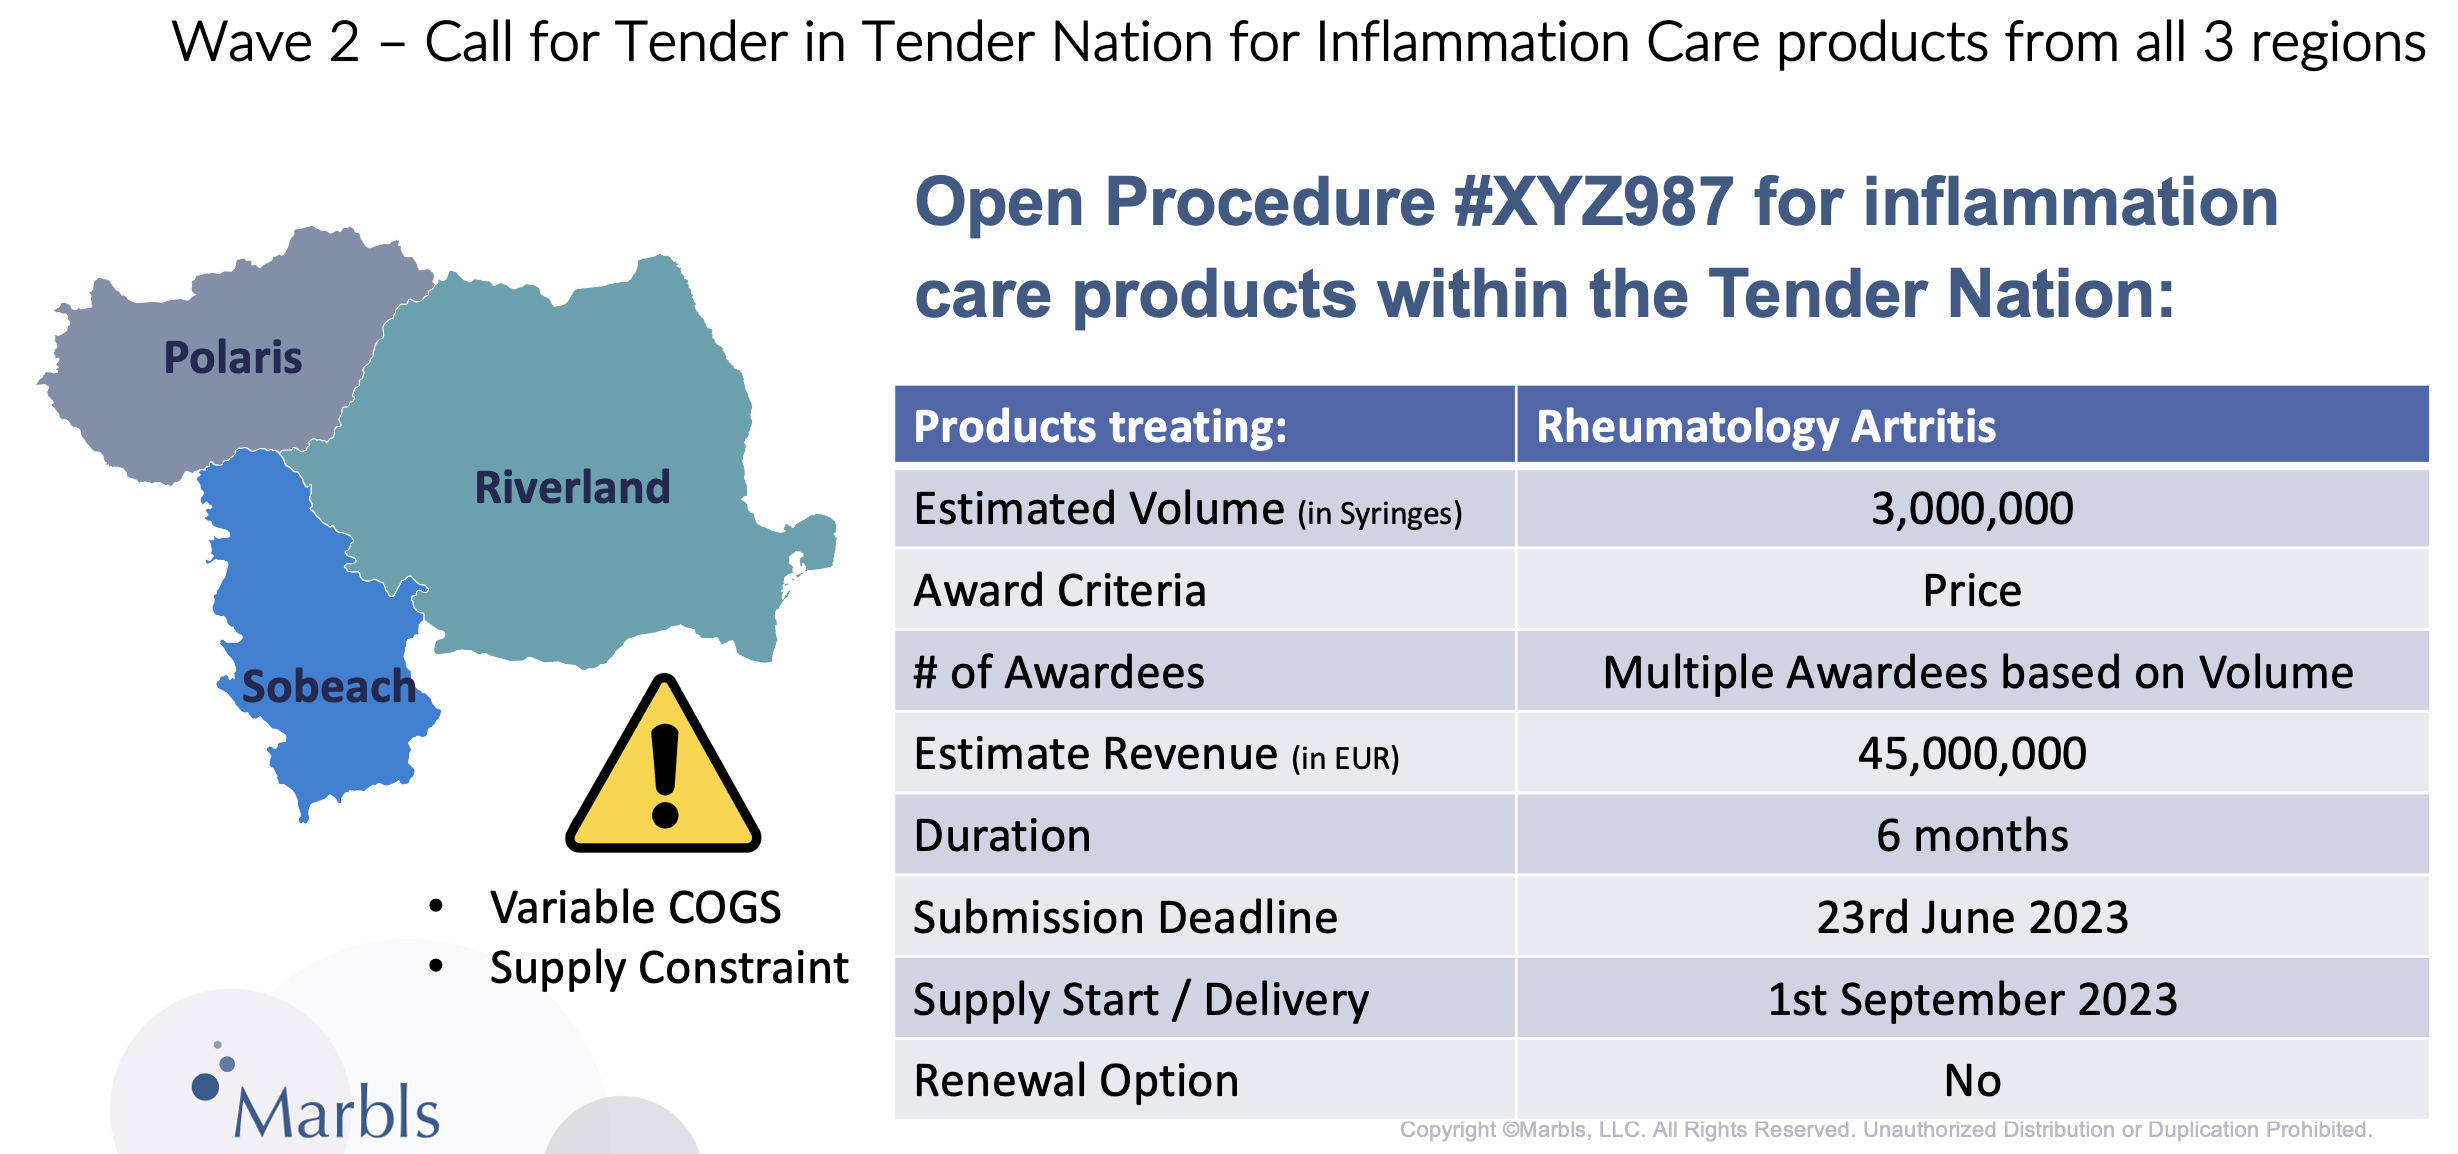 Wave 2 – Call for Tender in Tender Nation for Inflammation Care products from all 3 regions
Open Procedure #XYZ987 for inflammation
care products within the Tender Nation:
Polaris
Riverland
Sobeach
• Variable COGS
• Supply Constraint
Products treating: Rheumatology Artritis
Estimated Volume (in Syringes) 3,000,000
Award Criteria Price
# of Awardees Multiple Awardees based on Volume
Estimate Revenue (in EUR) 45,000,000
Duration 6 months
Submission Deadline 23rd June 2023
Supply Start / Delivery 1st September 2023
Renewal Option No
Marbls
Copyright ©Marbls, LLC. All Rights Reserved. Unauthorized Distribution or Duplication Prohibited.